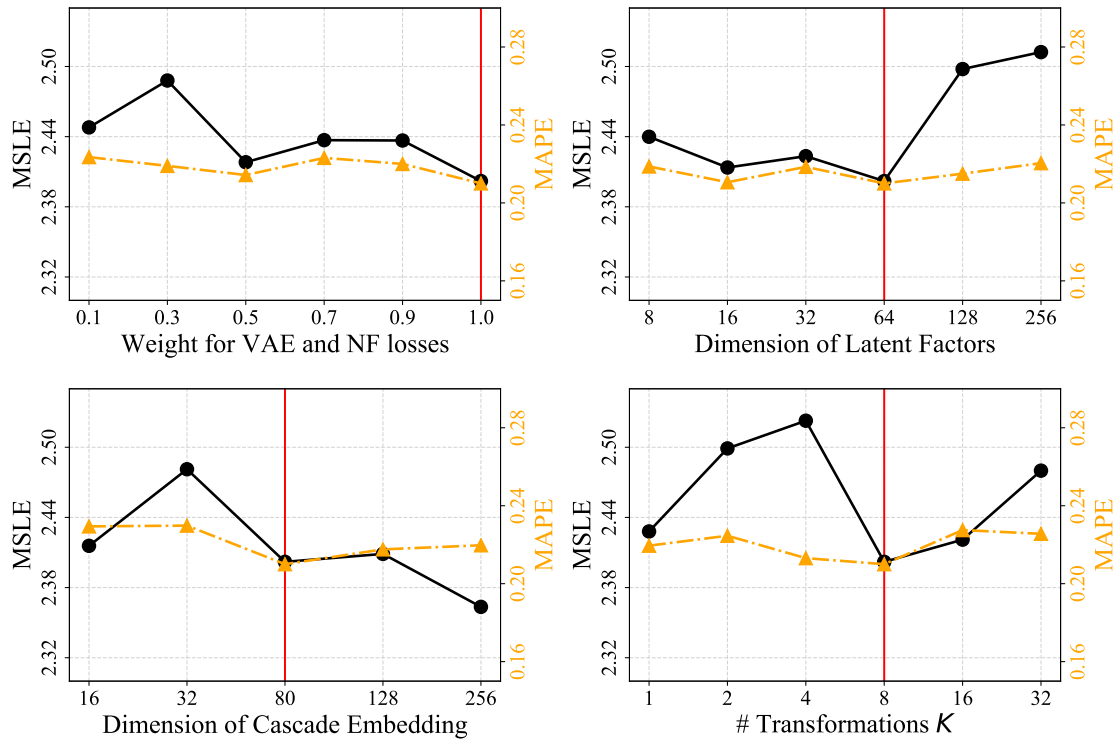 MSLE
2.50
2.44
2.38
2.32
0.28
0.24
0.20
0.16
MAPE
0.1 0.3 0.5 0.7 0.9 1.0
Weight for VAE and NF losses
MSLE
2.50
2.44
2.38
2.32
0.28
0.24
0.20
0.16
MAPE
8 16 32 64 128 256
Dimension of Latent Factors
MSLE
2.50
2.44
2.38
2.32
0.28
0.24
0.20
0.16
MAPE
16 32 80 128 256
Dimension of Cascade Embedding
MSLE
2.50
2.44
2.38
2.32
0.28
0.24
0.20
0.16
MAPE
1 2 4 8 16 32
# Transformations K